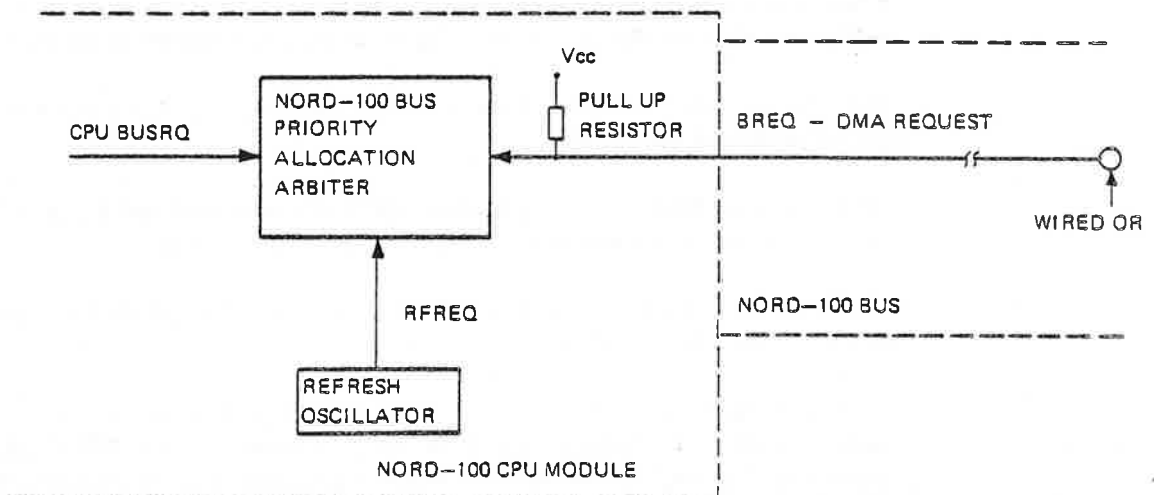 Vcc
NORD-100 BUS
PRIORITY
ALLOCATION
ARBITER
PULL UP
RESISTOR
CPU BUSRQ
BREQ - DMA REQUEST
WIRED OR
RFREQ
NORD-100 BUS
REFRESH
OSCILLATOR
NORD-100 CPU MODULE